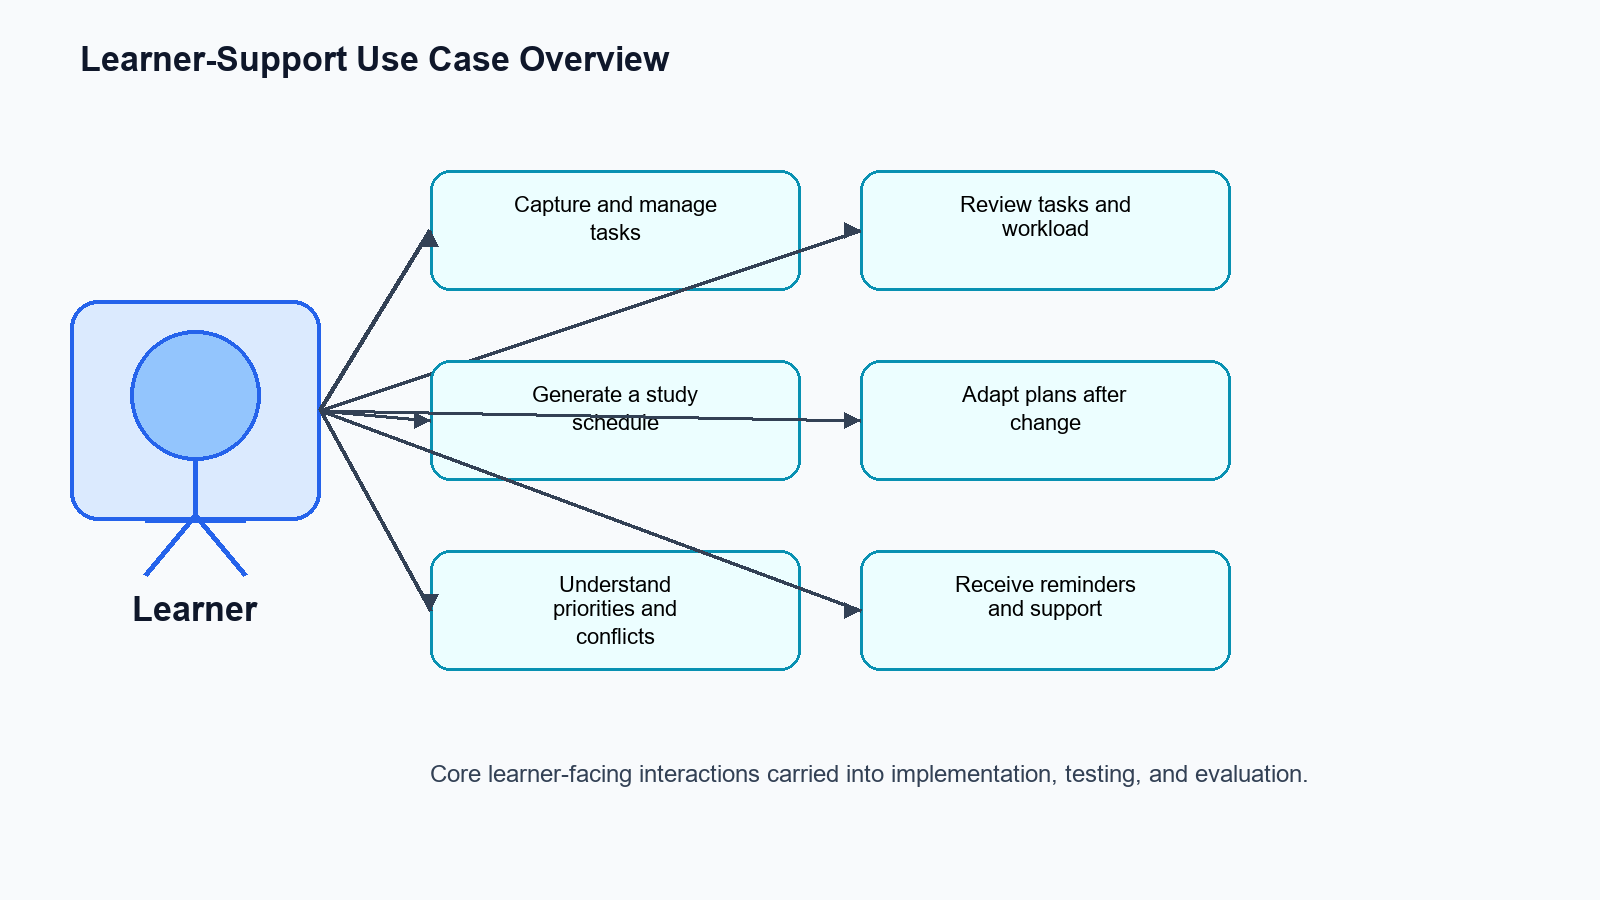 Learner-Support Use Case Overview
Capture and manage
tasks
Review tasks and
workload
Generate a study
schedule
Adapt plans after
change
Understand
priorities and
conflicts
Receive reminders
and support
Learner
Core learner-facing interactions carried into implementation, testing, and evaluation.